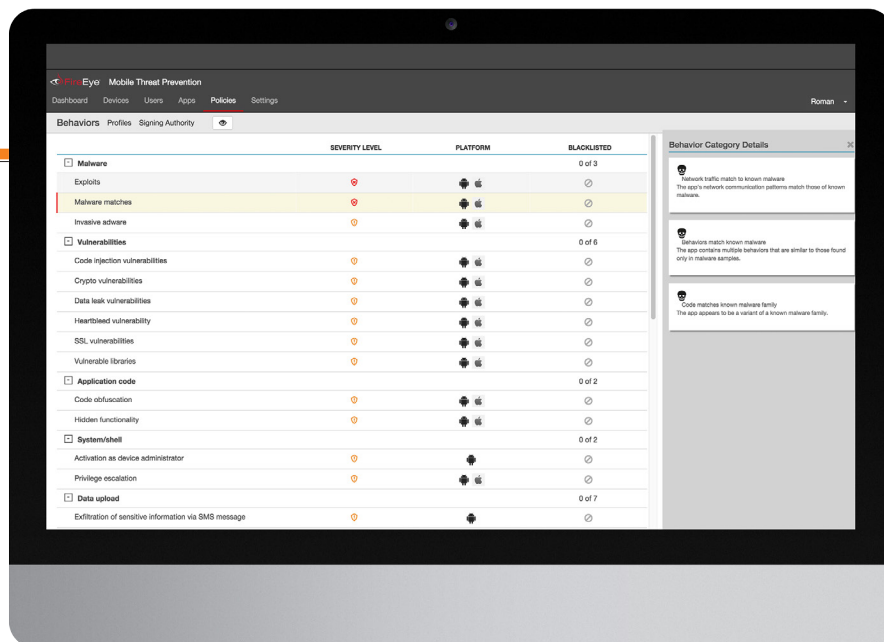 FireEye Mobile Threat Prevention
Dashboard Devices Users Apps Policies Settings Roman
Behaviors Profiles Signing Authority
SEVERITY LEVEL PLATFORM BLACKLISTED
Malware 0 of 3
Exploits
Malware matches
Invasive adware
Vulnerabilities 0 of 6
Code injection vulnerabilities
Crypto vulnerabilities
Data leak vulnerabilities
Heartbleed vulnerability
SSL vulnerabilities
Vulnerable libraries
Application code 0 of 2
Code obfuscation
Hidden functionality
System/shell 0 of 2
Activation as device administrator
Privilege escalation
Data upload 0 of 7
Exfiltration of sensitive information via SMS message
Behavior Category Details
Network traffic match to known malware
The app's network communication patterns match those of known
malware.
Behaviors match known malware
The app contains multiple behaviors that are similar to those found
only in malware samples.
Code matches known malware family
The app appears to be a variant of a known malware family.